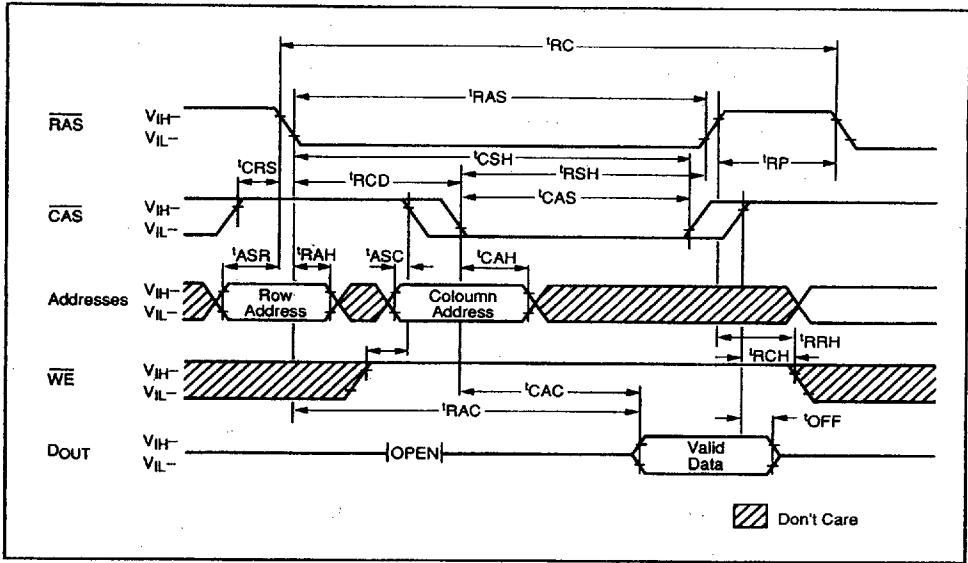 tRC
tRAS
RAS
VIH–
VIL–
tCSH
tRP
tCRS
tRCD
tRSH
CAS
VIH–
VIL–
tCAS
tASR
tRAH
tASC
tCAH
Addresses
VIH–
VIL–
Row
Address
Coloumn
Address
tRRH
tRCH
WE
VIH–
VIL–
tCAC
tRAC
tOFF
DOUT
VIH–
VIL–
OPEN
Valid
Data
Don't Care